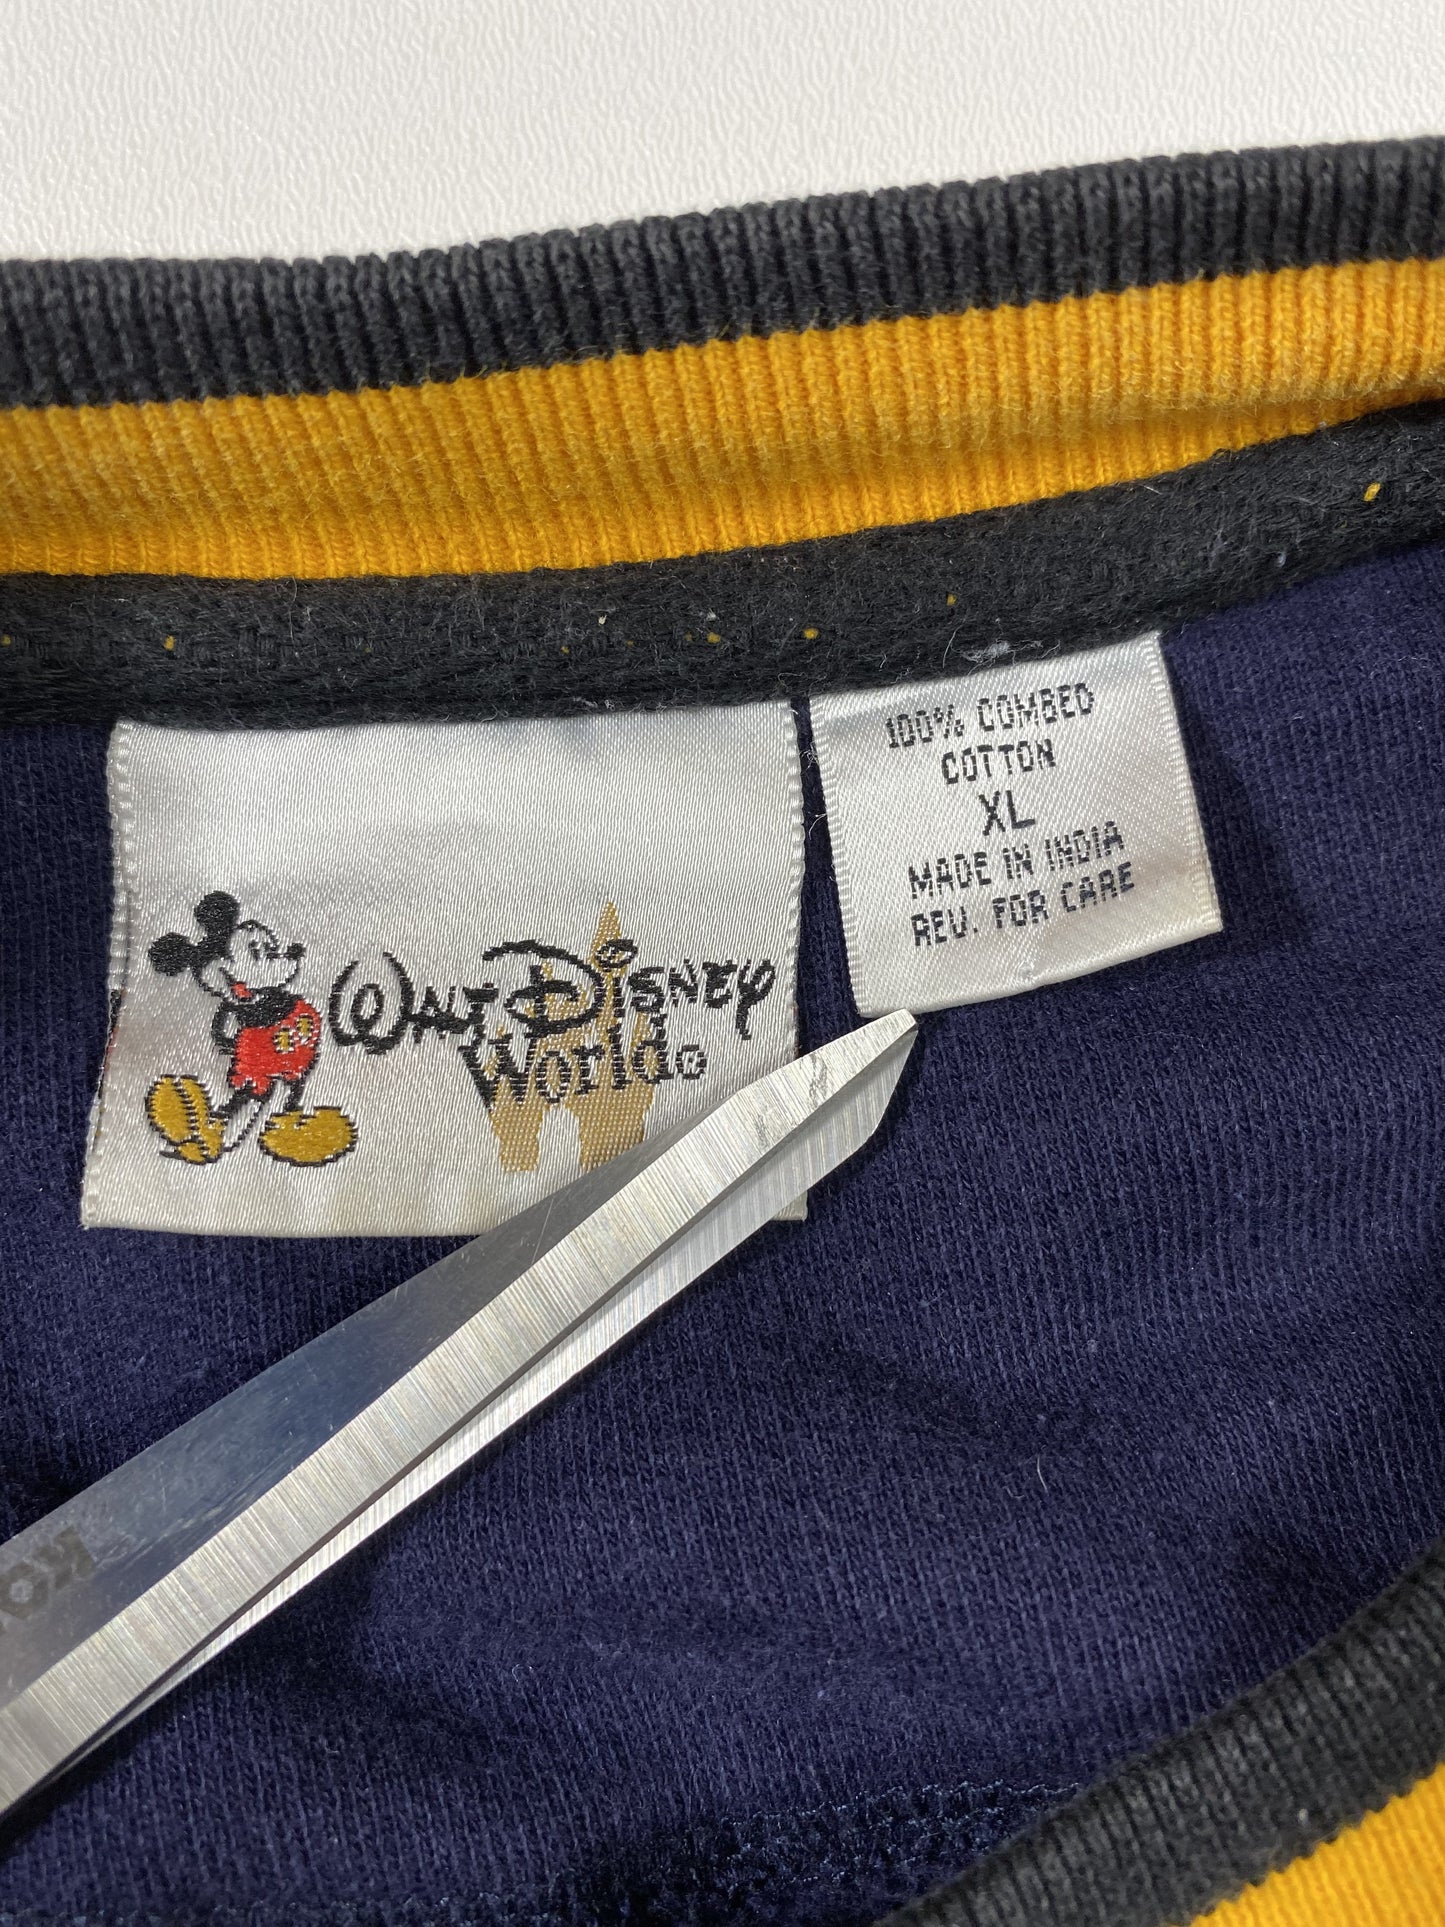 Walt Disney
World®
100% COMBED
COTTON
XL
MADE IN INDIA
REV. FOR CARE